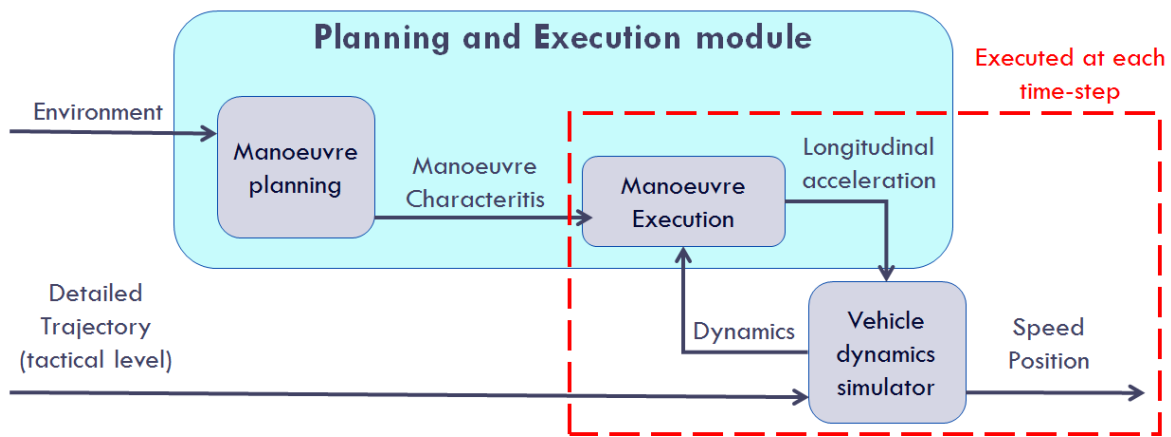 Planning and Execution module
Executed at each
time-step
Environment
Manoeuvre
planning
Manoeuvre
Characteritis
Manoeuvre
Execution
Longitudinal
acceleration
Detailed
Trajectory
(tactical level)
Dynamics
Vehicle
dynamics
simulator
Speed
Position